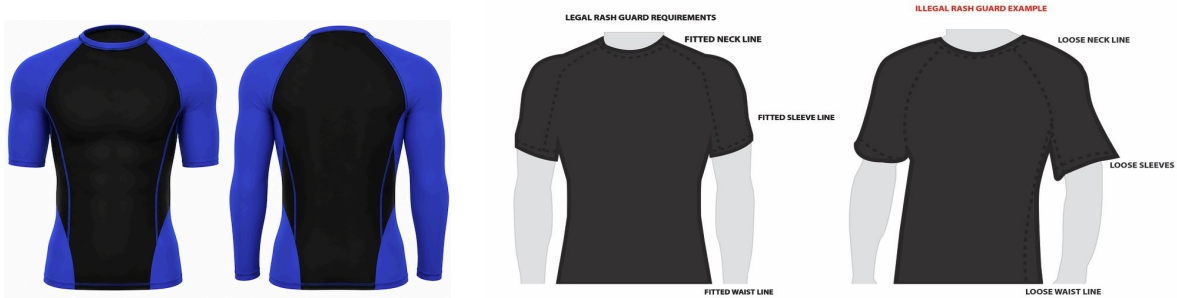 LEGAL RASH GUARD REQUIREMENTS
FITTED NECK LINE
FITTED SLEEVE LINE
FITTED WAIST LINE
ILLEGAL RASH GUARD EXAMPLE
LOOSE NECK LINE
LOOSE SLEEVES
LOOSE WAIST LINE